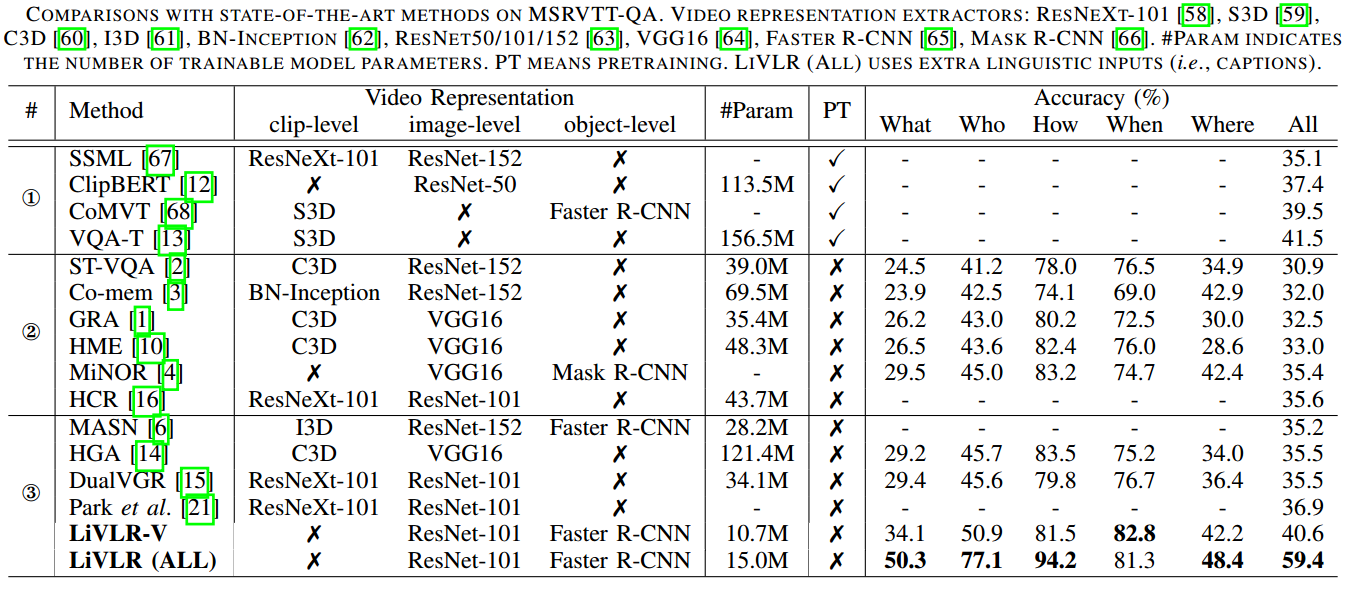 COMPARISONS WITH STATE-OF-THE-ART METHODS ON MSRVTT-QA. VIDEO REPRESENTATION EXTRACTORS: RESNEXT-101 [58], S3D [59],
C3D [60], I3D [61], BN-INCEPTION [62], RESNET50/101/152 [63], VGG16 [64], FASTER R-CNN [65], MASK R-CNN [66]. #PARAM INDICATES
THE NUMBER OF TRAINABLE MODEL PARAMETERS. PT MEANS PRETRAINING. LIVLR (ALL) USES EXTRA LINGUISTIC INPUTS (i.e., CAPTIONS).
# Method Video Representation #Param PT Accuracy (%)
clip-level image-level object-level What Who How When Where All
① SSML [67] ResNeXt-101 ResNet-152 ✗ - ✓ - - - - - 35.1
ClipBERT [12] ✗ ResNet-50 ✗ 113.5M ✓ - - - - - 37.4
CoMVT [68] S3D ✗ Faster R-CNN - ✓ - - - - - 39.5
VQA-T [13] S3D ✗ ✗ 156.5M ✓ - - - - - 41.5
② ST-VQA [2] C3D ResNet-152 ✗ 39.0M ✗ 24.5 41.2 78.0 76.5 34.9 30.9
Co-mem [3] BN-Inception ResNet-152 ✗ 69.5M ✗ 23.9 42.5 74.1 69.0 42.9 32.0
GRA [1] C3D VGG16 ✗ 35.4M ✗ 26.2 43.0 80.2 72.5 30.0 32.5
HME [10] C3D VGG16 ✗ 48.3M ✗ 26.5 43.6 82.4 76.0 28.6 33.0
MiNOR [4] ✗ VGG16 Mask R-CNN - ✗ 29.5 45.0 83.2 74.7 42.4 35.4
HCR [16] ResNeXt-101 ResNet-101 ✗ 43.7M ✗ - - - - - 35.6
③ MASN [6] I3D ResNet-152 Faster R-CNN 28.2M ✗ - - - - - 35.2
HGA [14] C3D VGG16 ✗ 121.4M ✗ 29.2 45.7 83.5 75.2 34.0 35.5
DualVGR [15] ResNeXt-101 ResNet-101 ✗ 34.1M ✗ 29.4 45.6 79.8 76.7 36.4 35.5
Park et al. [21] ResNeXt-101 ResNet-101 ✗ - ✗ - - - - - 36.9
LiVLR-V ✗ ResNet-101 Faster R-CNN 10.7M ✗ 34.1 50.9 81.5 82.8 42.2 40.6
LiVLR (ALL) ✗ ResNet-101 Faster R-CNN 15.0M ✗ 50.3 77.1 94.2 81.3 48.4 59.4